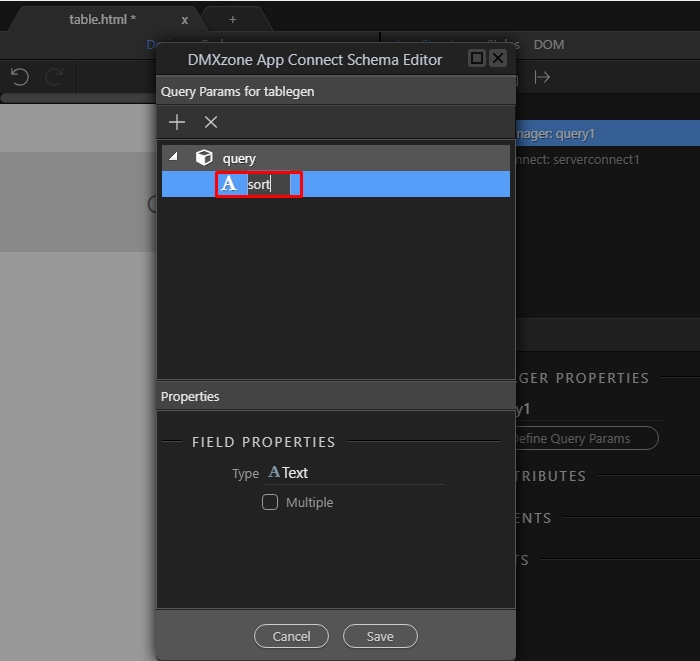 table.html * x +
Styles DOM
DMXzone App Connect Schema Editor
Query Params for tablegen
nager: query1
query
nnect: serverconnect1
sort
Properties
GER PROPERTIES
y1
FIELD PROPERTIES
Define Query Params
Type A Text
TRIBUTES
Multiple
ENTS
TS
Cancel Save